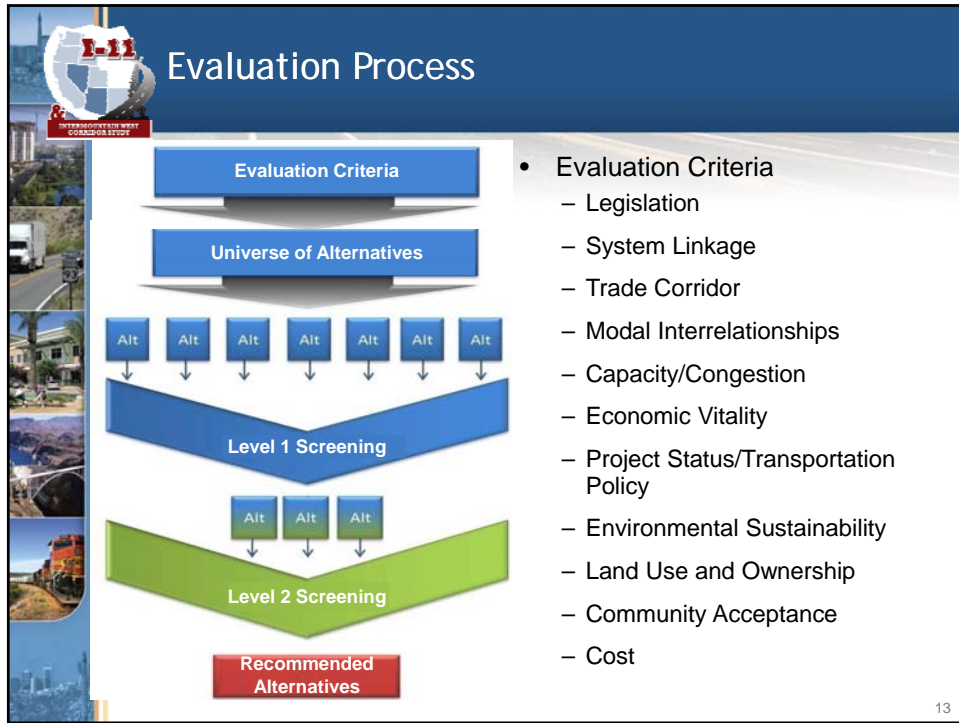 I-11
&
INTERMOUNTAIN WEST
CORRIDOR STUDY
Evaluation Process
Evaluation Criteria
Universe of Alternatives
Alt Alt Alt Alt Alt Alt Alt
Level 1 Screening
Alt Alt Alt
Level 2 Screening
Recommended
Alternatives
• Evaluation Criteria
– Legislation
– System Linkage
– Trade Corridor
– Modal Interrelationships
– Capacity/Congestion
– Economic Vitality
– Project Status/Transportation
Policy
– Environmental Sustainability
– Land Use and Ownership
– Community Acceptance
– Cost
13